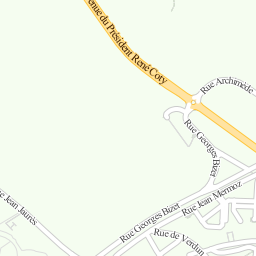 enue du Président René Coty
Rue Archimède
Rue Georges Bizet
Rue Jean Mermoz
Rue Georges Bizet
Rue de Verdun
ue Jean Jaurès